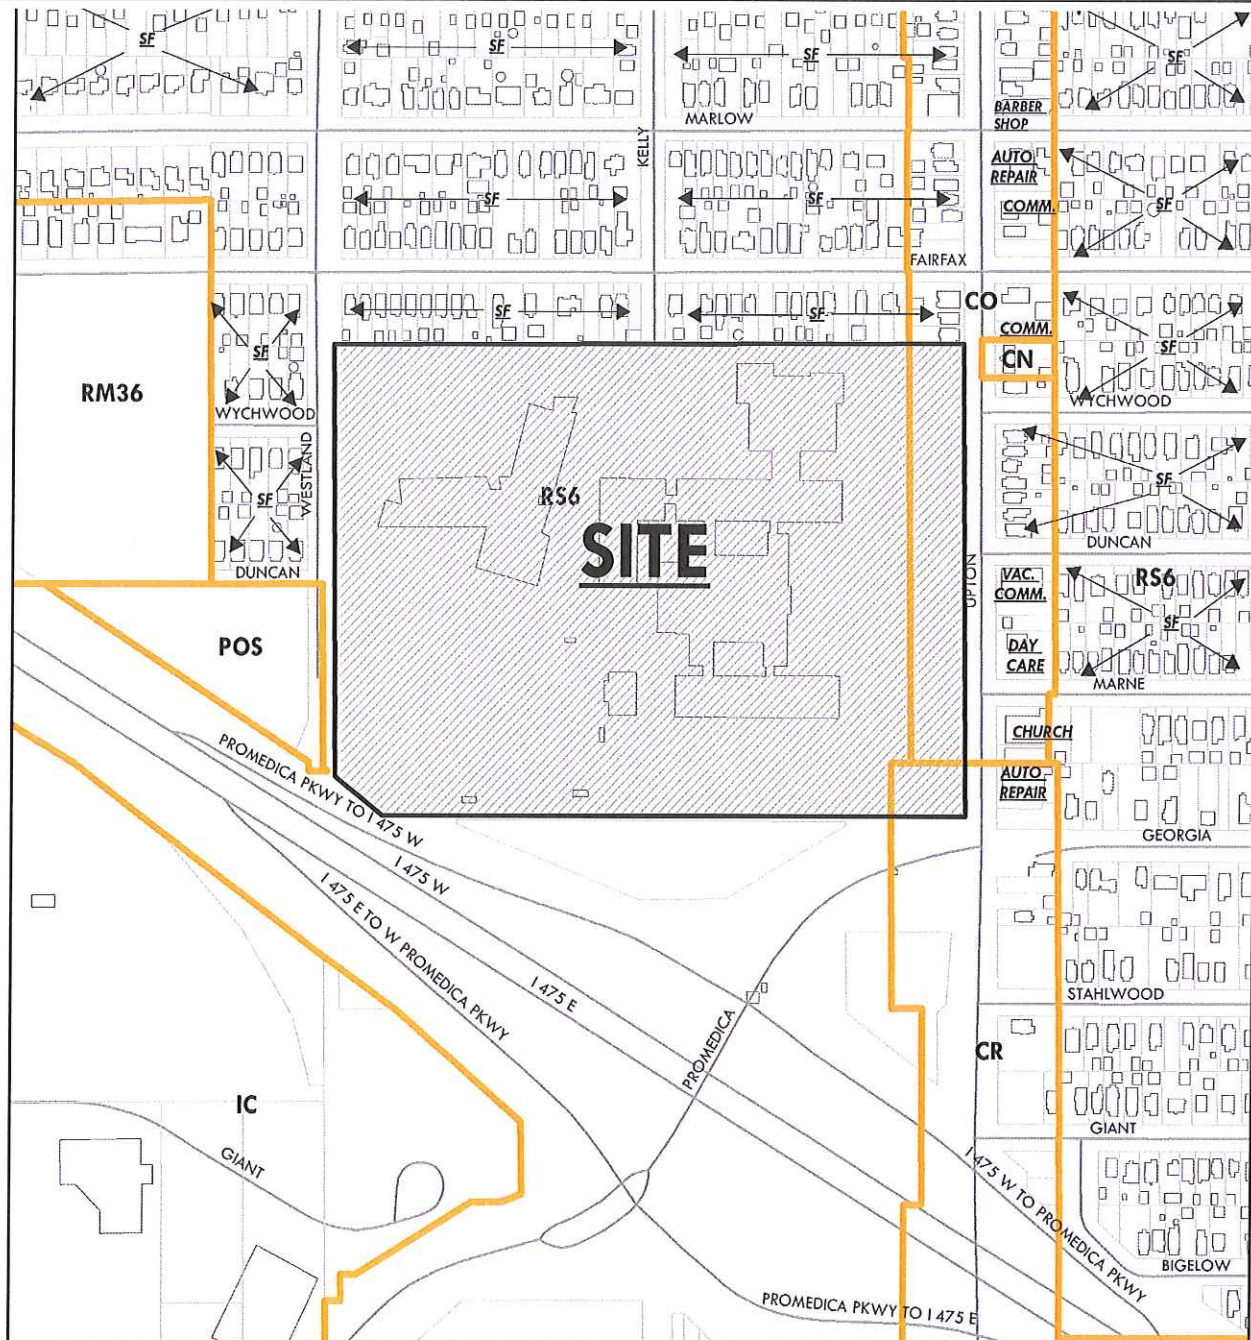 SF
SF
SF
SF
MARLOW
BARBER
SHOP
KELLY
AUTO
REPAIR
COMM.
SF
SF
SF
FAIRFAX
CO
COMM.
SF
SF
SF
SF
CN
RM36
WYCHWOOD
WYCHWOOD
WESTLAND
SF
SF
RS6
SITE
DUNCAN
DUNCAN
UPTON
VAC.
COMM.
RS6
SF
DAY
CARE
MARNE
POS
CHURCH
AUTO
REPAIR
GEORGIA
PROMEDICA PKWY TO I 475 W
I 475 W
I 475 E TO W PROMEDICA PKWY
I 475 E
STAHLWOOD
PROMEDICA
CR
IC
GIANT
GIANT
I 475 W TO PROMEDICA PKWY
BIGELOW
PROMEDICA PKWY TO I 475 E